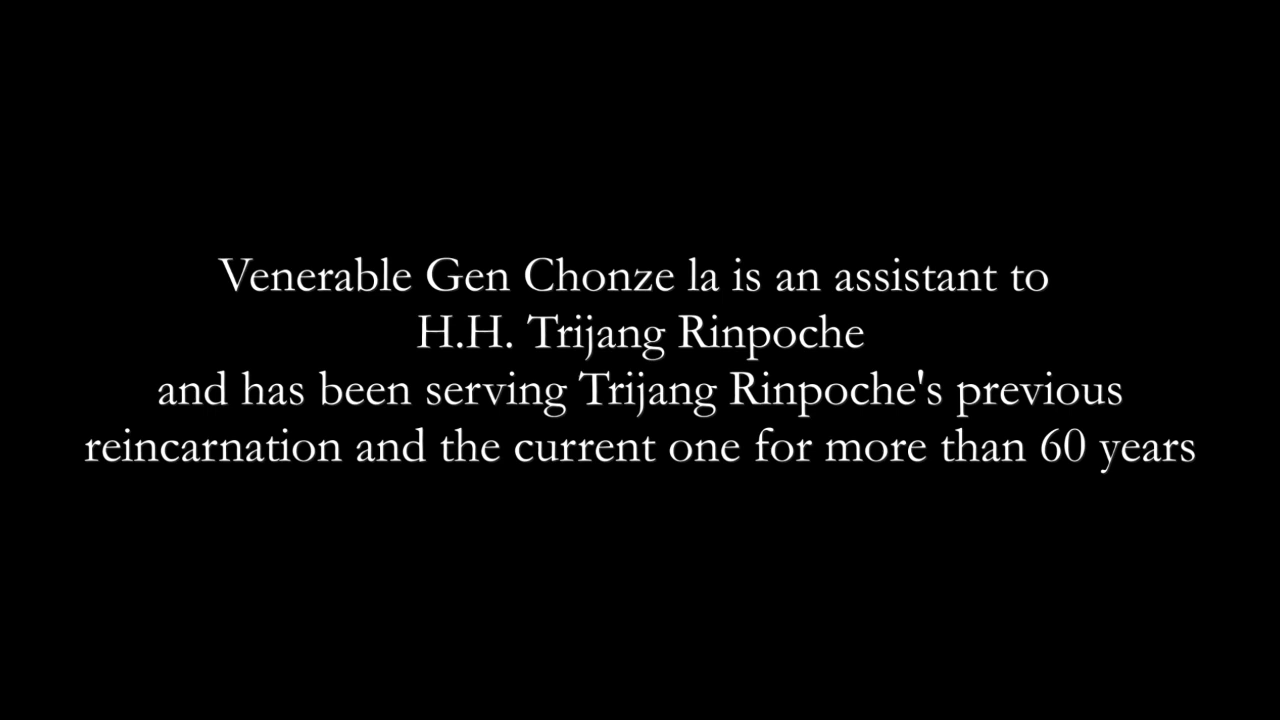 Venerable Gen Chonze la is an assistant to
H.H. Trijang Rinpoche
and has been serving Trijang Rinpoche's previous
reincarnation and the current one for more than 60 years